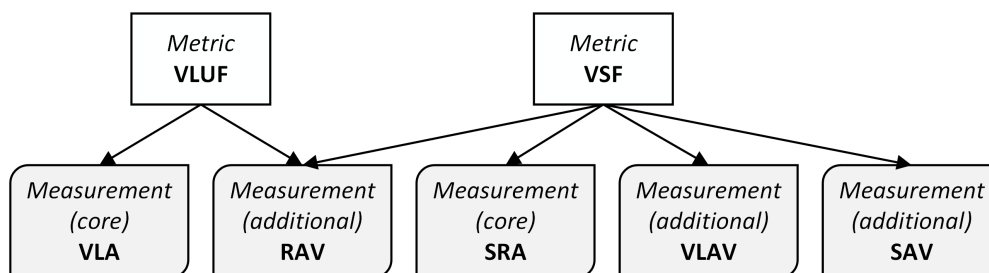 Metric
VLUF
Metric
VSF
Measurement
(core)
VLA
Measurement
(additional)
RAV
Measurement
(core)
SRA
Measurement
(additional)
VLAV
Measurement
(additional)
SAV